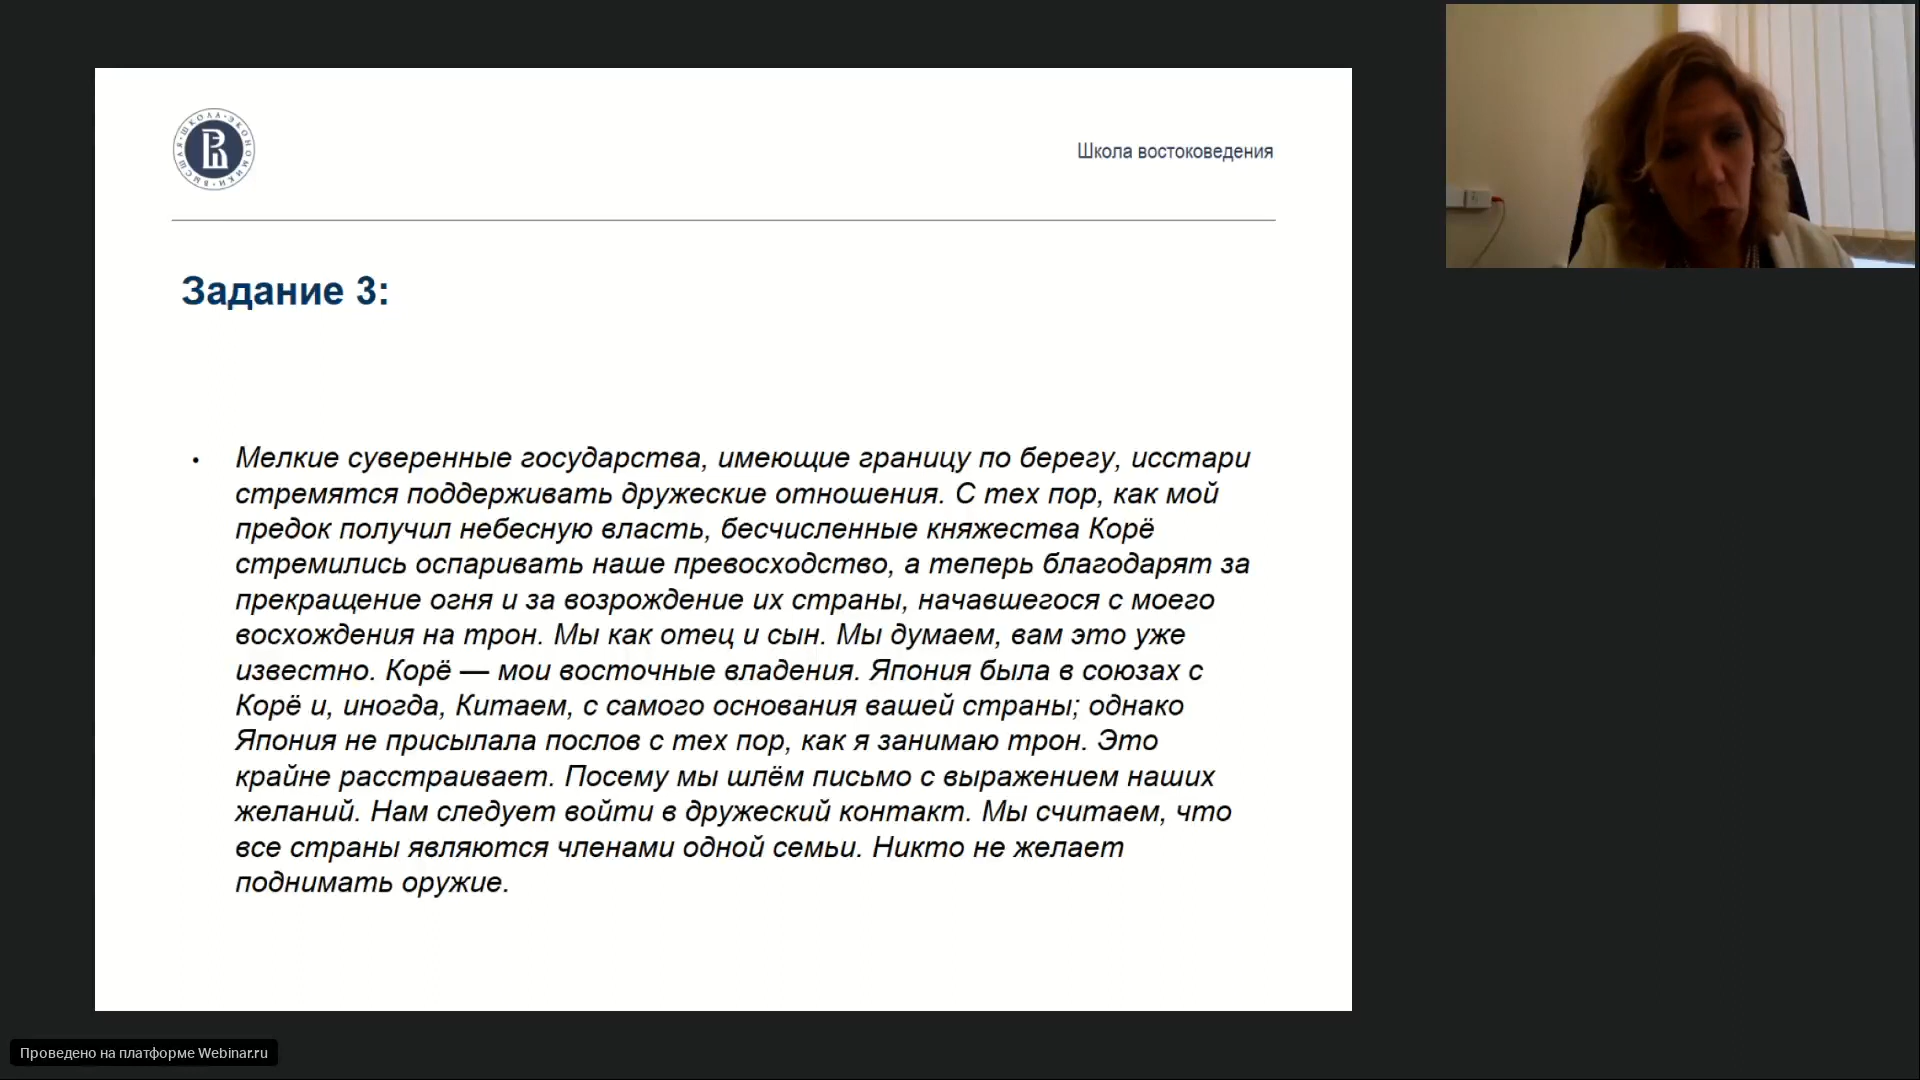 ВЫСШАЯ ШКОЛА ЭКОНОМИКИ
Школа востоковедения
Задание 3:
• Мелкие суверенные государства, имеющие границу по берегу, исстари
стремятся поддерживать дружеские отношения. С тех пор, как мой
предок получил небесную власть, бесчисленные княжества Корё
стремились оспаривать наше превосходство, а теперь благодарят за
прекращение огня и за возрождение их страны, начавшегося с моего
восхождения на трон. Мы как отец и сын. Мы думаем, вам это уже
известно. Корё — мои восточные владения. Япония была в союзах с
Корё и, иногда, Китаем, с самого основания вашей страны; однако
Япония не присылала послов с тех пор, как я занимаю трон. Это
крайне расстраивает. Посему мы шлём письмо с выражением наших
желаний. Нам следует войти в дружеский контакт. Мы считаем, что
все страны являются членами одной семьи. Никто не желает
поднимать оружие.
Проведено на платформе Webinar.ru